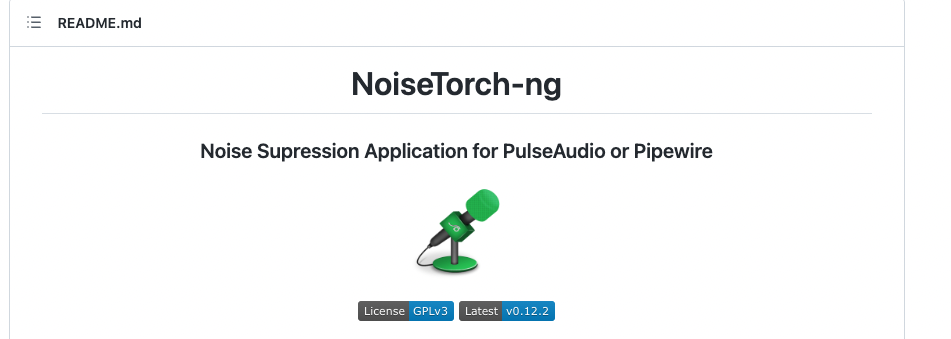 README.md
NoiseTorch-ng
Noise Supression Application for PulseAudio or Pipewire
License GPLv3 Latest v0.12.2